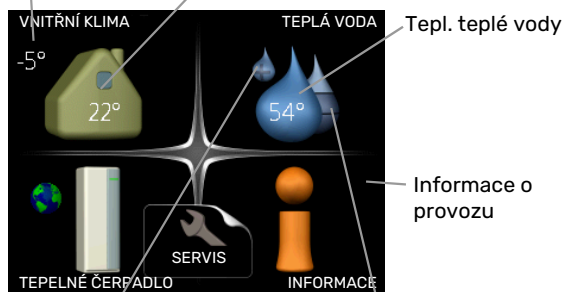 VNITŘNÍ KLIMA
TEPLÁ VODA
Tepl. teplé vody
-5°
22°
54°
Informace o
provozu
SERVIS
TEPELNÉ ČERPADLO
INFORMACE